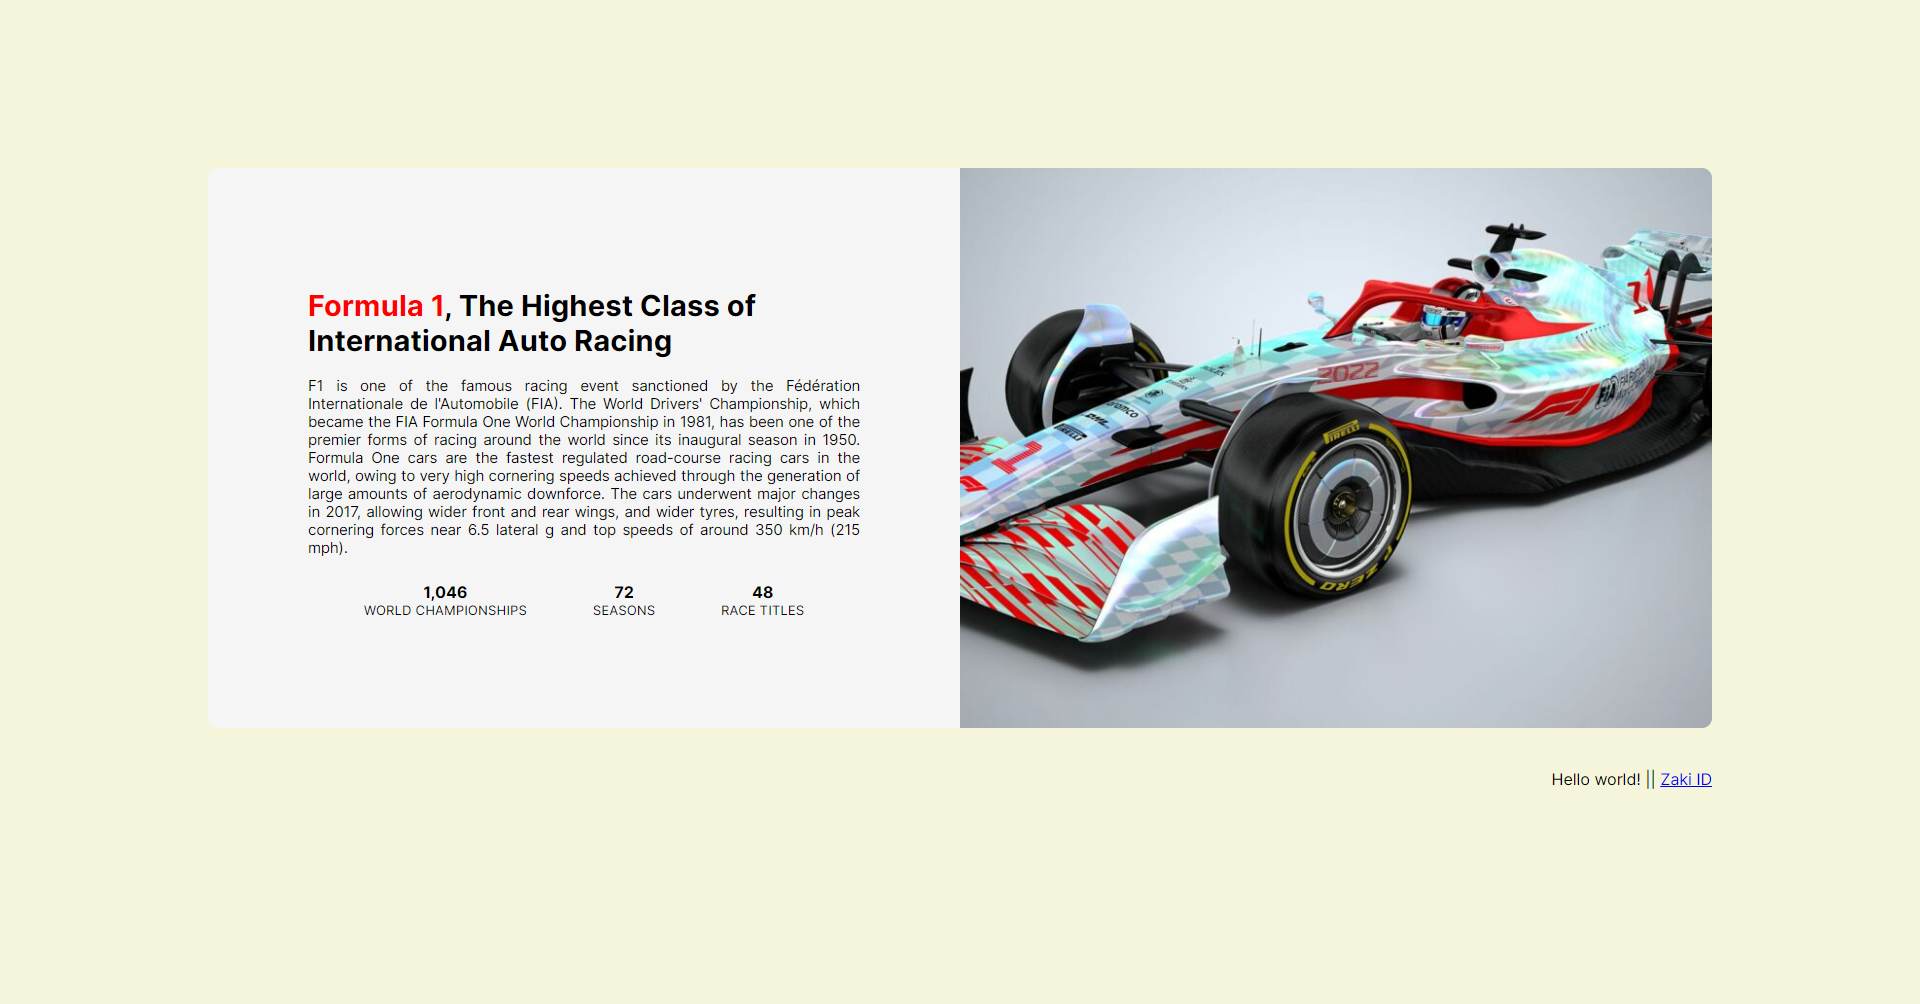 Formula 1, The Highest Class of
International Auto Racing
F1 is one of the famous racing event sanctioned by the Fédération
Internationale de l'Automobile (FIA). The World Drivers' Championship, which
became the FIA Formula One World Championship in 1981, has been one of the
premier forms of racing around the world since its inaugural season in 1950.
Formula One cars are the fastest regulated road-course racing cars in the
world, owing to very high cornering speeds achieved through the generation of
large amounts of aerodynamic downforce. The cars underwent major changes
in 2017, allowing wider front and rear wings, and wider tyres, resulting in peak
cornering forces near 6.5 lateral g and top speeds of around 350 km/h (215
mph).
1,046 72 48
WORLD CHAMPIONSHIPS SEASONS RACE TITLES
1
2022
ROLEX
aramco
PIRELLI
FIA
1
PIRELLI
ZERO
Hello world! || Zaki ID